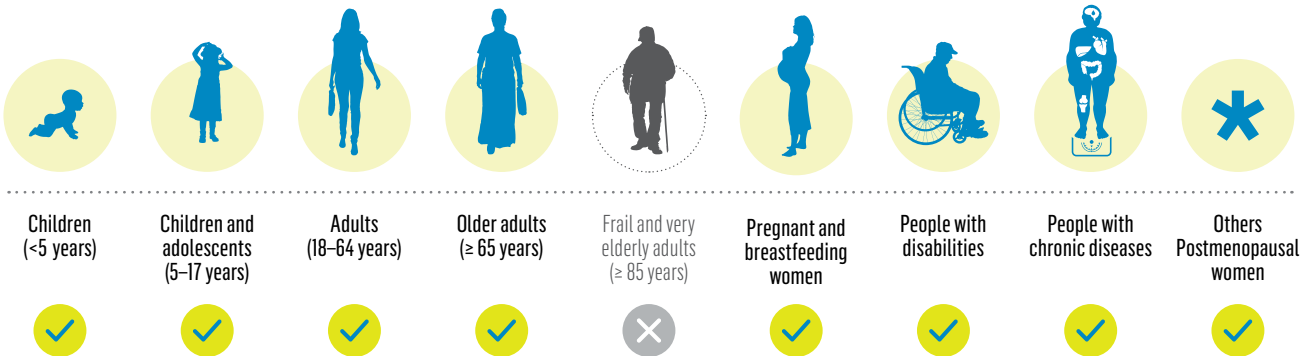 Children
(<5 years)
Children and
adolescents
(5–17 years)
Adults
(18–64 years)
Older adults
(≥ 65 years)
Frail and very
elderly adults
(≥ 85 years)
Pregnant and
breastfeeding
women
People with
disabilities
People with
chronic diseases
Others
Postmenopausal
women